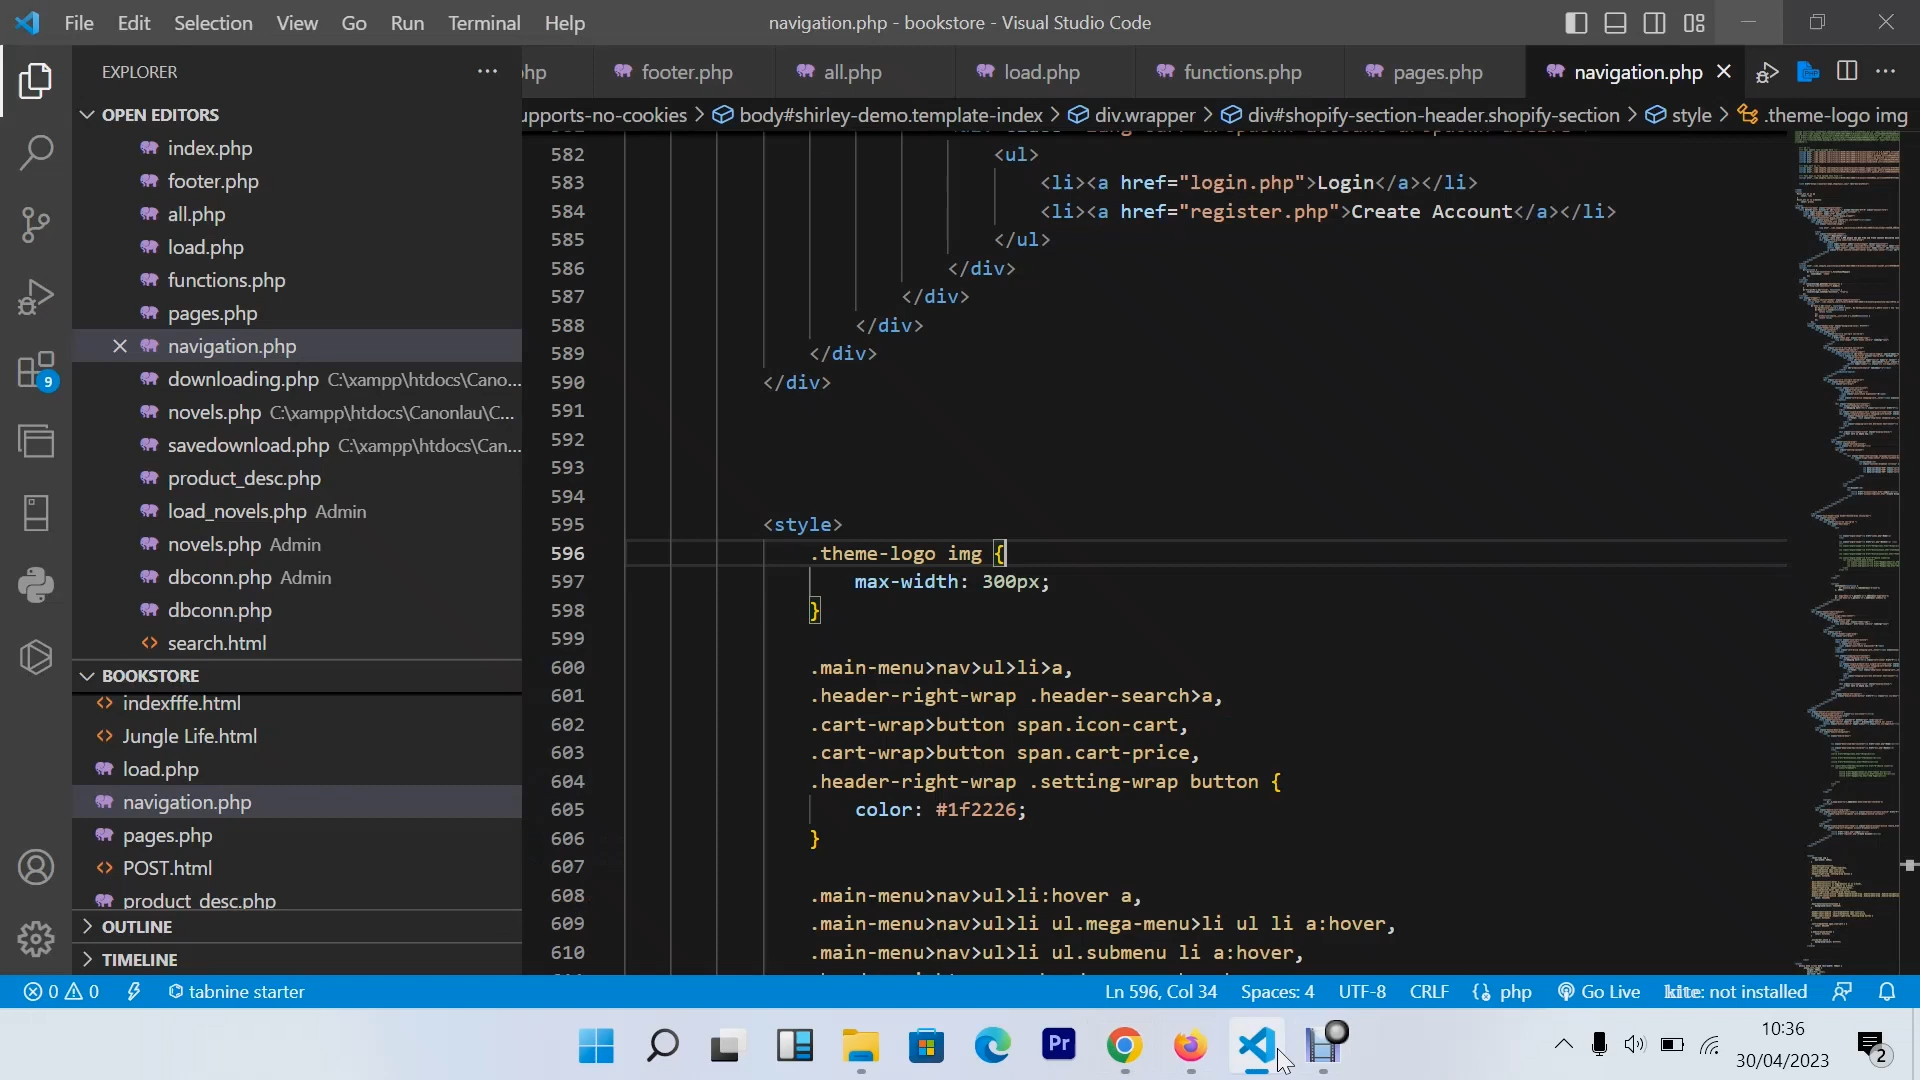 File Edit Selection View Go Run Terminal Help
navigation.php - bookstore - Visual Studio Code
EXPLORER
hp footer.php all.php load.php functions.php pages.php navigation.php
upports-no-cookies body#shirley-demo.template-index div.wrapper div#shopify-section-header.shopify-section style .theme-logo img
OPEN EDITORS
index.php
footer.php
all.php
load.php
functions.php
pages.php
navigation.php
downloading.php C:\xampp\htdocs\Cano...
novels.php C:\xampp\htdocs\Canonlau\C...
savedownload.php C:\xampp\htdocs\Can...
product_desc.php
load_novels.php Admin
novels.php Admin
dbconn.php Admin
dbconn.php
search.html
BOOKSTORE
indexfffe.html
Jungle Life.html
load.php
navigation.php
pages.php
POST.html
product_desc.php
OUTLINE
TIMELINE
9
582 <ul>
583 <li><a href="login.php">Login</a></li>
584 <li><a href="register.php">Create Account</a></li>
585 </ul>
586 </div>
587 </div>
588 </div>
589 </div>
590 </div>
591
592
593
594
595 <style>
596 .theme-logo img {
597 max-width: 300px;
598 }
599
600 .main-menu>nav>ul>li>a,
601 .header-right-wrap .header-search>a,
602 .cart-wrap>button span.icon-cart,
603 .cart-wrap>button span.cart-price,
604 .header-right-wrap .setting-wrap button {
605 color: #1f2226;
606 }
607
608 .main-menu>nav>ul>li:hover a,
609 .main-menu>nav>ul>li ul.mega-menu>li ul li a:hover,
610 .main-menu>nav>ul>li ul.submenu li a:hover,
0 0 tabnine starter Ln 596, Col 34 Spaces: 4 UTF-8 CRLF php Go Live kite: not installed
Pr
10:36
30/04/2023
2